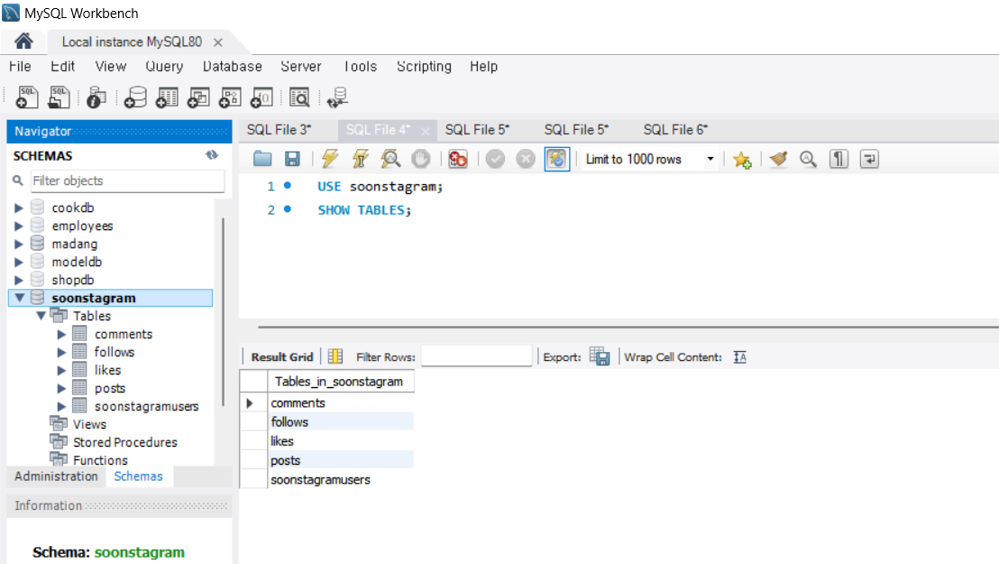 MySQL Workbench
Local instance MySQL80
File Edit View Query Database Server Tools Scripting Help
SQL SQL
Navigator
SCHEMAS
Filter objects
cookdb
employees
madang
modeldb
shopdb
soonstagram
Tables
comments
follows
likes
posts
soonstagramusers
Views
Stored Procedures
Functions
Administration Schemas
Information
Schema: soonstagram
SQL File 3* SQL File 4* SQL File 5* SQL File 5* SQL File 6*
Limit to 1000 rows
1 USE soonstagram;
2 SHOW TABLES;
Result Grid Filter Rows: Export: Wrap Cell Content:
Tables_in_soonstagram
comments
follows
likes
posts
soonstagramusers